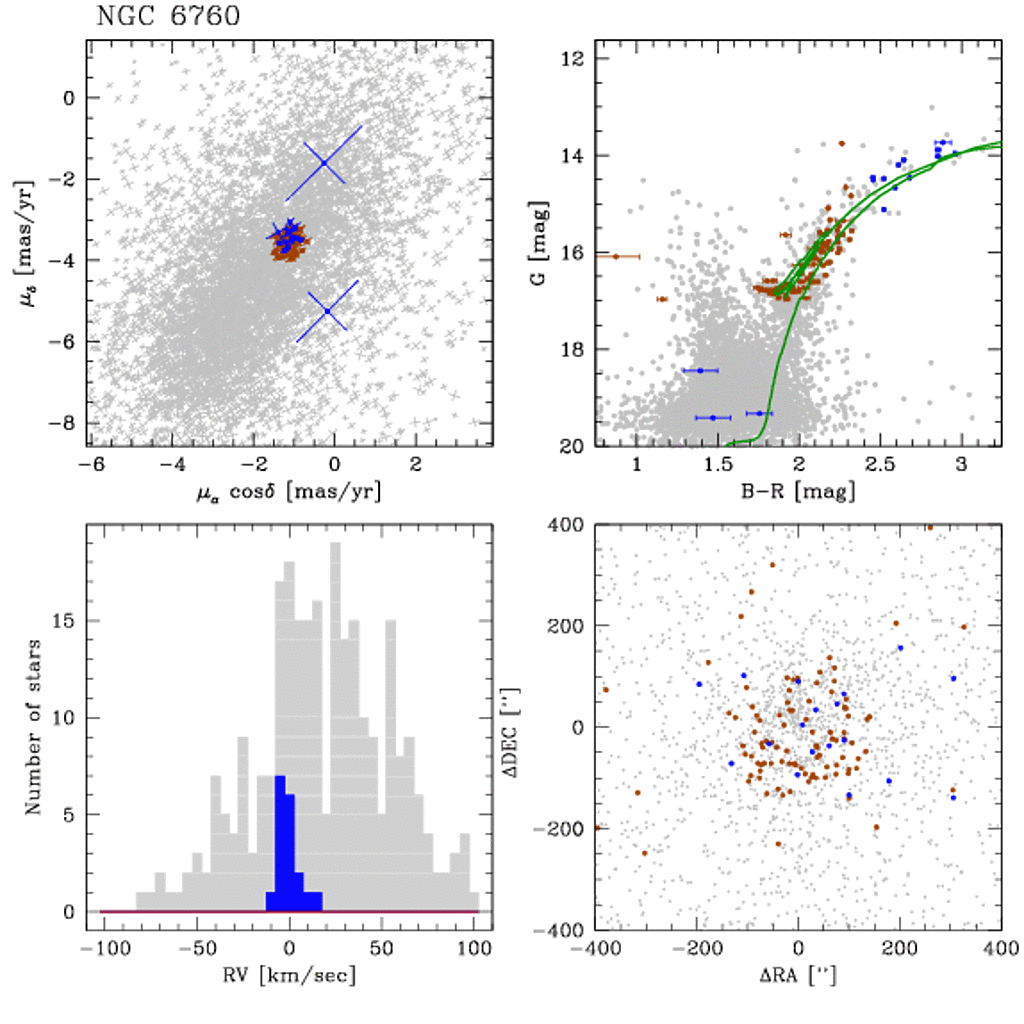 NGC 6760
0
−2
−4
−6
−8
μδ [mas/yr]
−6 −4 −2 0 2
μα cosδ [mas/yr]
12
14
16
18
20
G [mag]
1 1.5 2 2.5 3
B−R [mag]
15
10
5
0
Number of stars
−100 −50 0 50 100
RV [km/sec]
400
200
0
−200
−400
ΔDEC [″]
−400 −200 0 200 400
ΔRA [″]